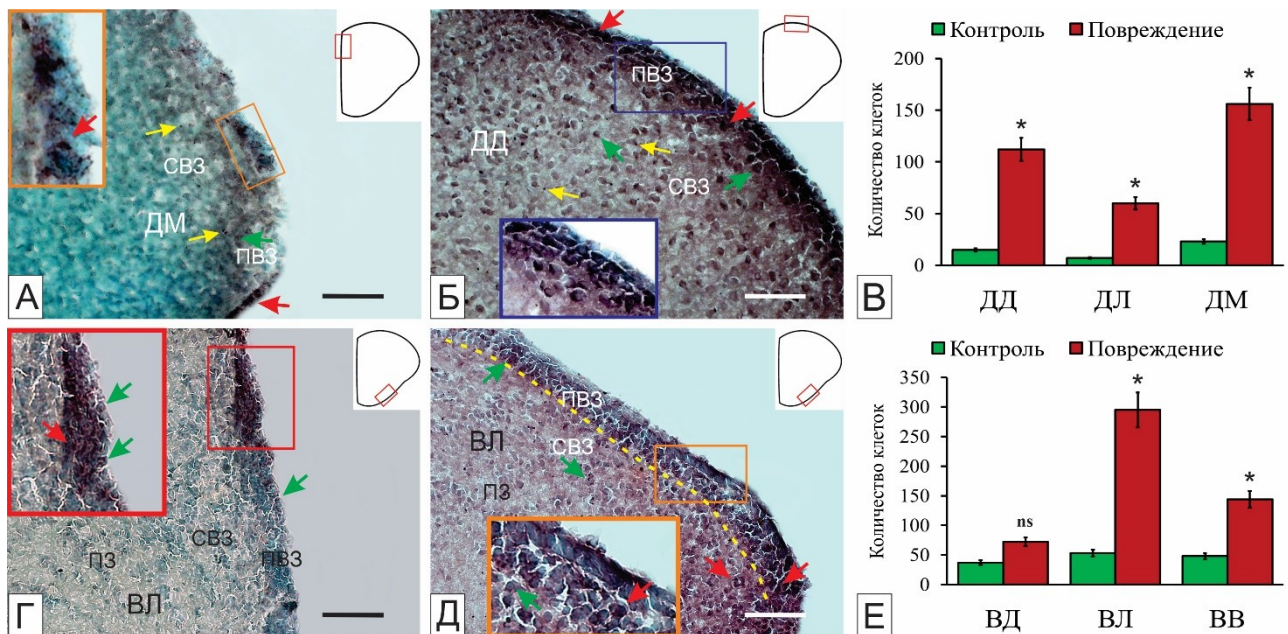 А
СВЗ
ДМ
ПВЗ
Б
ПВЗ
ДД
СВЗ
В
Контроль Повреждение
Количество клеток
200
150
100
50
0
*
*
*
ДД ДЛ ДМ
Г
ПЗ
СВЗ
ПВЗ
ВЛ
Д
ПВЗ
ВЛ
СВЗ
ПЗ
Е
Контроль Повреждение
Количество клеток
350
300
250
200
150
100
50
0
ns
*
*
ВД ВЛ ВВ